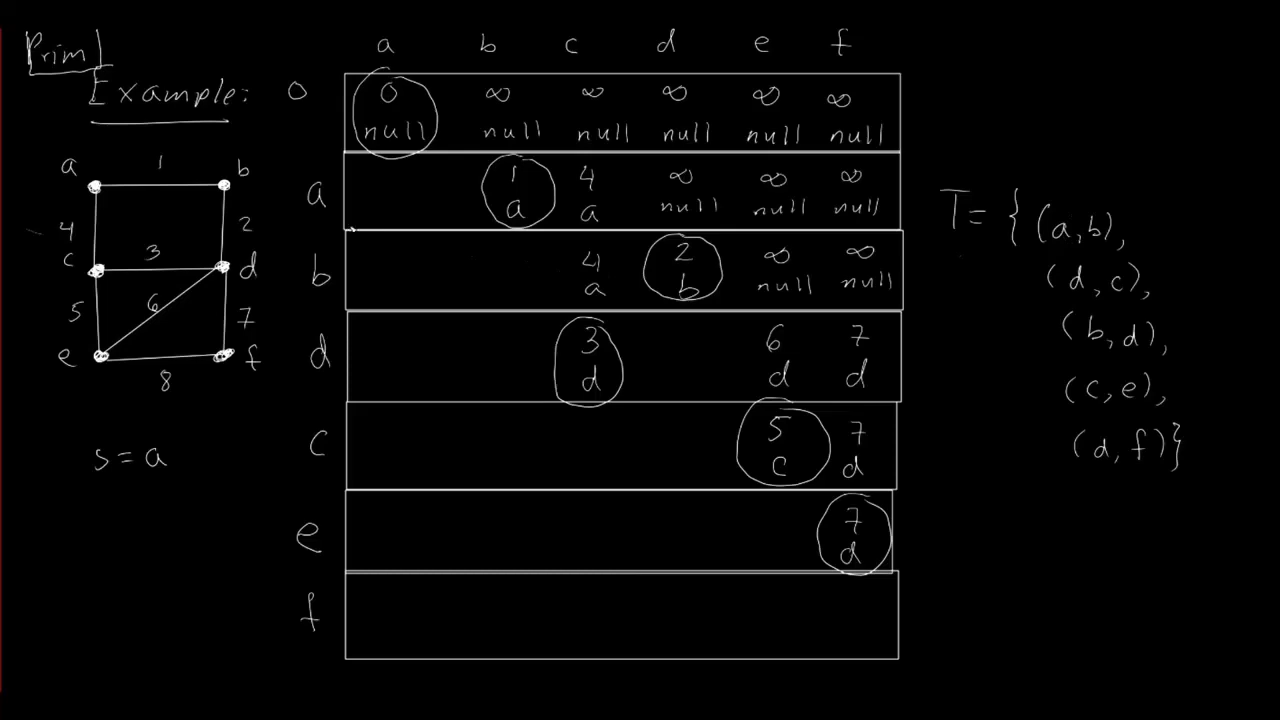 Prim
Example:
a 1 b
4 2
c 3 d
5 6 7
e 8 f
s = a
a b c d e f
0 0 ∞ ∞ ∞ ∞ ∞
null null null null null null
a 1 4 ∞ ∞ ∞
a a null null null
b 4 2 ∞ ∞
a b null null
d 3 6 7
d d d
c 5 7
c d
e 7
d
f
T = { (a,b),
(d,c),
(b,d),
(c,e),
(d,f)}